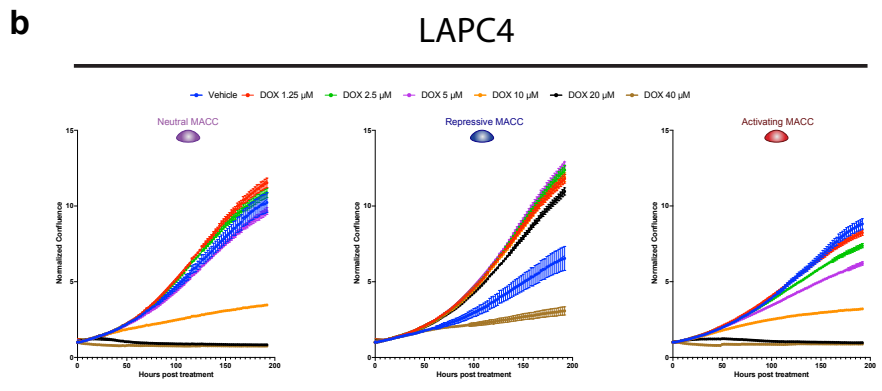 b
LAPC4
Vehicle DOX 1.25 µM DOX 2.5 µM DOX 5 µM DOX 10 µM DOX 20 µM DOX 40 µM
Neutral MACC
15
10
5
0
0 50 100 150 200
Normalized Confluence
Hours post treatment
Repressive MACC
15
10
5
0
0 50 100 150 200
Normalized Confluence
Hours post treatment
Activating MACC
15
10
5
0
0 50 100 150 200
Normalized Confluence
Hours post treatment